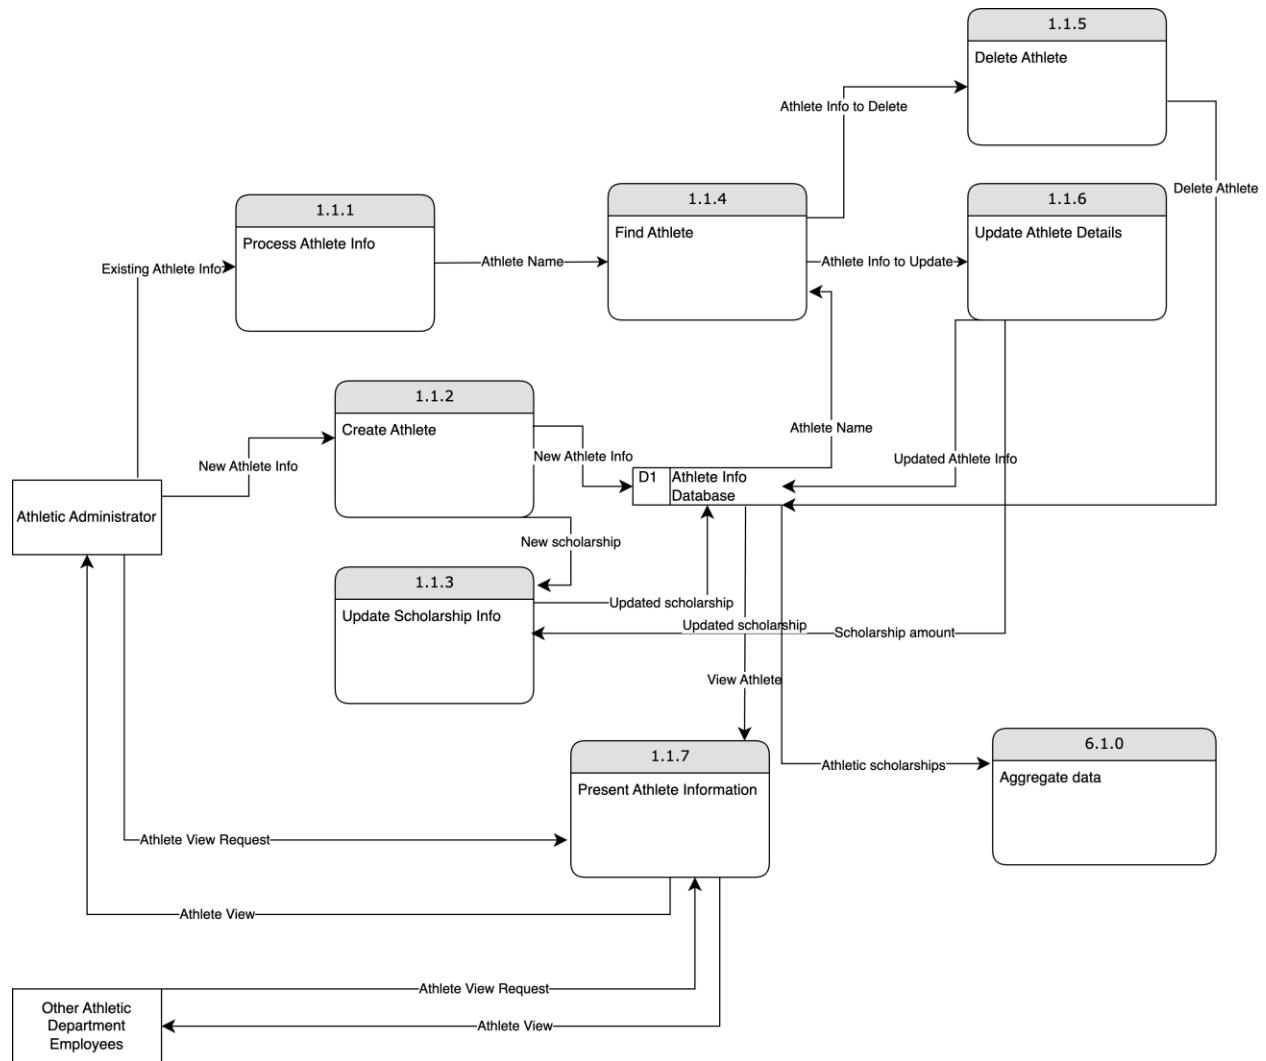 1.1.5
Delete Athlete
Athlete Info to Delete
Delete Athlete
1.1.1
Process Athlete Info
1.1.4
Find Athlete
1.1.6
Update Athlete Details
Existing Athlete Info
Athlete Name
Athlete Info to Update
1.1.2
Create Athlete
New Athlete Info
New Athlete Info
Athlete Name
Updated Athlete Info
D1
Athlete Info
Database
Athletic Administrator
New scholarship
1.1.3
Update Scholarship Info
Updated scholarship
Updated scholarship
Scholarship amount
View Athlete
1.1.7
Present Athlete Information
Athletic scholarships
6.1.0
Aggregate data
Athlete View Request
Athlete View
Athlete View Request
Other Athletic
Department
Employees
Athlete View